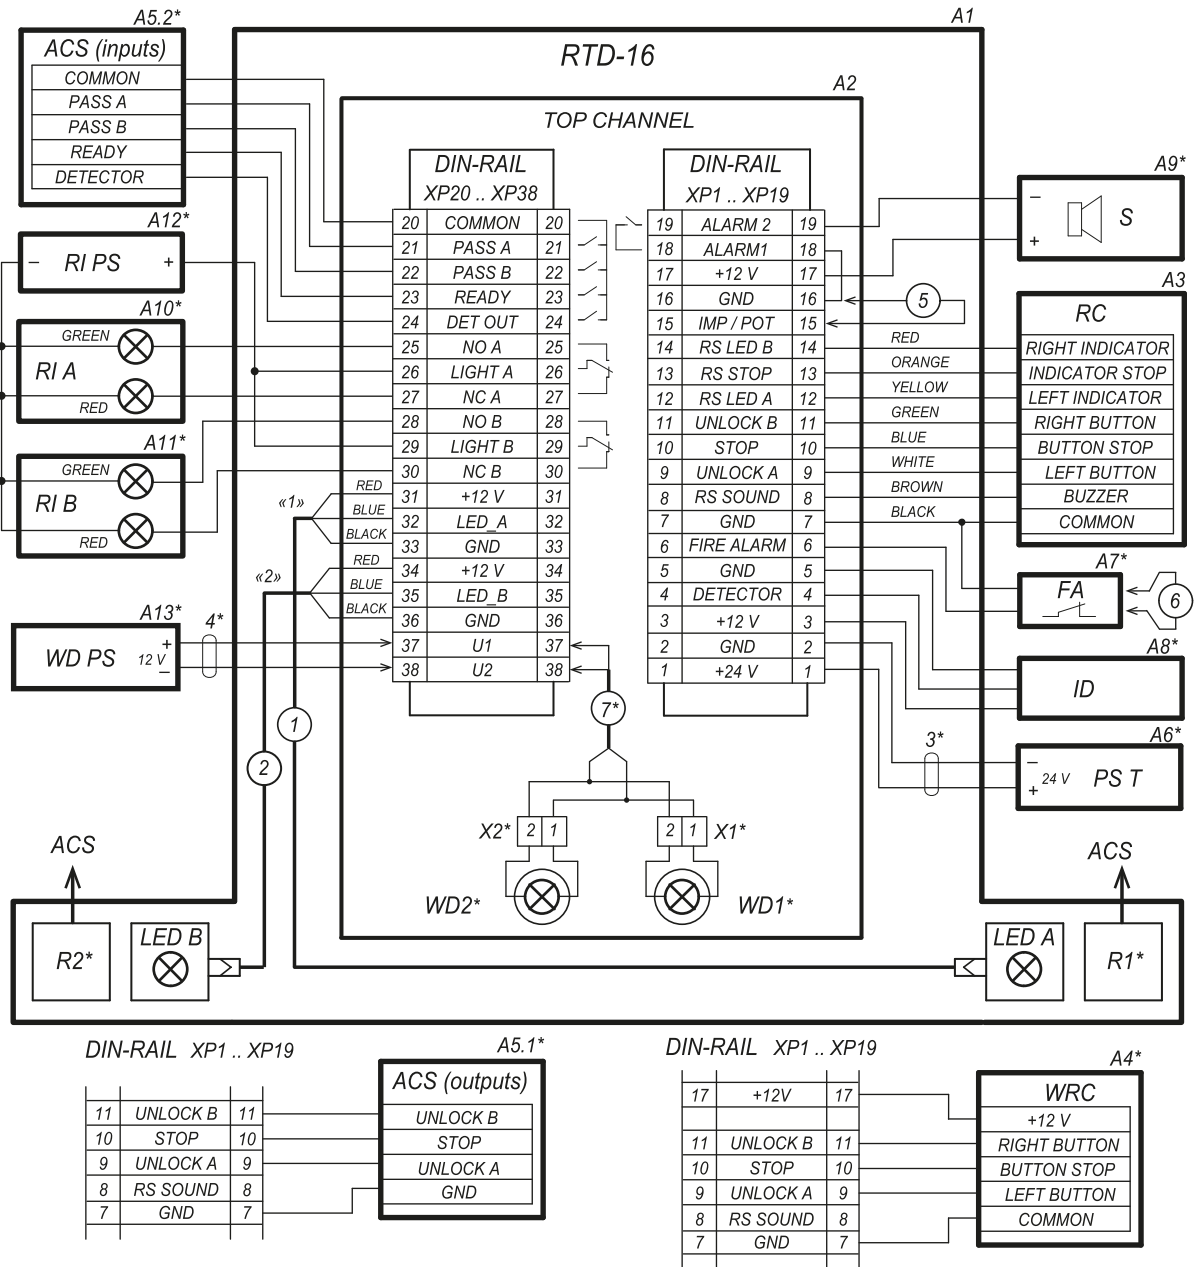 A5.2*
ACS (inputs)
COMMON
PASS A
PASS B
READY
DETECTOR
A12*
– RI PS +
A10*
GREEN
RI A
RED
A11*
GREEN
RI B
RED
A13*
WD PS 12 V + –
4*
A1
RTD-16
A2
TOP CHANNEL
DIN-RAIL
XP20 .. XP38
20 COMMON 20
21 PASS A 21
22 PASS B 22
23 READY 23
24 DET OUT 24
25 NO A 25
26 LIGHT A 26
27 NC A 27
28 NO B 28
29 LIGHT B 29
30 NC B 30
31 +12 V 31
32 LED_A 32
33 GND 33
34 +12 V 34
35 LED_B 35
36 GND 36
37 U1 37
38 U2 38
«1»
RED
BLUE
BLACK
«2»
RED
BLUE
BLACK
DIN-RAIL
XP1 .. XP19
19 ALARM 2 19
18 ALARM1 18
17 +12 V 17
16 GND 16
15 IMP / POT 15
14 RS LED B 14
13 RS STOP 13
12 RS LED A 12
11 UNLOCK B 11
10 STOP 10
9 UNLOCK A 9
8 RS SOUND 8
7 GND 7
6 FIRE ALARM 6
5 GND 5
4 DETECTOR 4
3 +12 V 3
2 GND 2
1 +24 V 1
5
RED
ORANGE
YELLOW
GREEN
BLUE
WHITE
BROWN
BLACK
A9*
–
+
S
A3
RC
RIGHT INDICATOR
INDICATOR STOP
LEFT INDICATOR
RIGHT BUTTON
BUTTON STOP
LEFT BUTTON
BUZZER
COMMON
A7*
FA
6
A8*
ID
A6*
–
24 V PS T
+
3*
1
2
7*
X2* 2 1
2 1 X1*
WD2*
WD1*
ACS
R2*
LED B
LED A
ACS
R1*
DIN-RAIL XP1 .. XP19
11 UNLOCK B 11
10 STOP 10
9 UNLOCK A 9
8 RS SOUND 8
7 GND 7
A5.1*
ACS (outputs)
UNLOCK B
STOP
UNLOCK A
GND
DIN-RAIL XP1 .. XP19
17 +12V 17
11 UNLOCK B 11
10 STOP 10
9 UNLOCK A 9
8 RS SOUND 8
7 GND 7
A4*
WRC
+12 V
RIGHT BUTTON
BUTTON STOP
LEFT BUTTON
COMMON